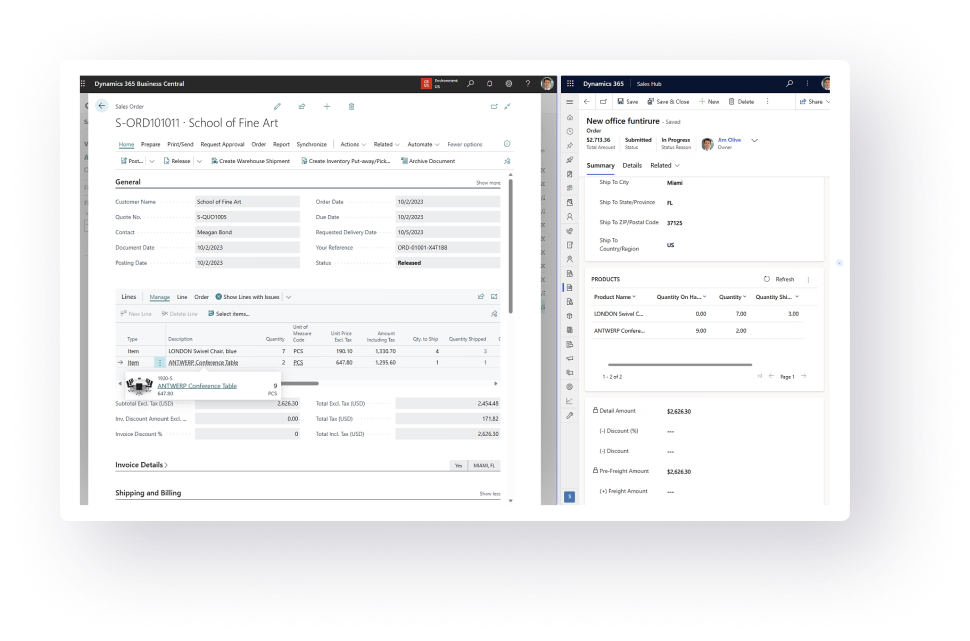 Dynamics 365 Business Central
Environment:
US
Sales Order
S-ORD101011 · School of Fine Art
Home Prepare Print/Send Request Approval Order Report Synchronize Actions Related Automate Fewer options
Post... Release Create Warehouse Shipment Create Inventory Put-away/Pick... Archive Document
General
Show more
Customer Name School of Fine Art Order Date 10/2/2023
Quote No. S-QUO1005 Due Date 10/2/2023
Contact Meagan Bond Requested Delivery Date 10/5/2023
Document Date 10/2/2023 Your Reference ORD-01001-X4T1B8
Posting Date 10/2/2023 Status Released
Lines Manage Line Order Show Lines with Issues
New Line Delete Line Select items...
Type Description Quantity Unit of Measure Code Unit Price Excl. Tax Amount Including Tax Qty. to Ship Quantity Shipped
Item LONDON Swivel Chair, blue 7 PCS 190.10 1,330.70 4 3
Item ANTWERP Conference Table 2 PCS 647.80 1,295.60 1 1
1920-S
ANTWERP Conference Table 9
647.80 PCS
Subtotal Excl. Tax (USD) 2,626.30 Total Excl. Tax (USD) 2,454.48
Inv. Discount Amount Excl. ... 0.00 Total Tax (USD) 171.82
Invoice Discount % 0 Total Incl. Tax (USD) 2,626.30
Invoice Details Yes MIAMI, FL
Shipping and Billing Show less
Dynamics 365 Sales Hub
Save Save & Close New Delete Share
New office funtirure - Saved
Order
$2,713.36 Submitted In Progress Jim Olive
Total Amount Status Status Reason Owner
Summary Details Related
Ship To City Miami
Ship To State/Province FL
Ship To ZIP/Postal Code 37125
Ship To
Country/Region US
PRODUCTS Refresh
Product Name Quantity On Ha... Quantity Quantity Shi...
LONDON Swivel C... 0.00 7.00 3.00
ANTWERP Confere... 9.00 2.00
1 - 2 of 2 Page 1
Detail Amount $2,626.30
(-) Discount (%) ---
(-) Discount ---
Pre-Freight Amount $2,626.30
(+) Freight Amount ---
S